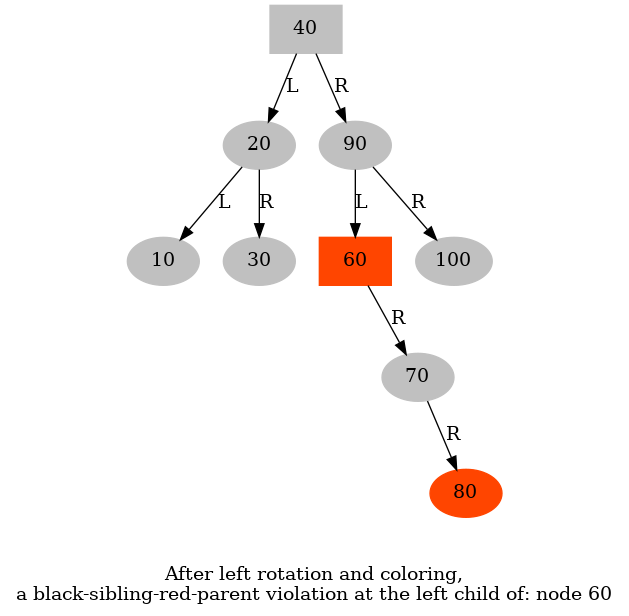 40
L R
20 90
L R L R
10 30 60 100
R
70
R
80
After left rotation and coloring,
a black-sibling-red-parent violation at the left child of: node 60